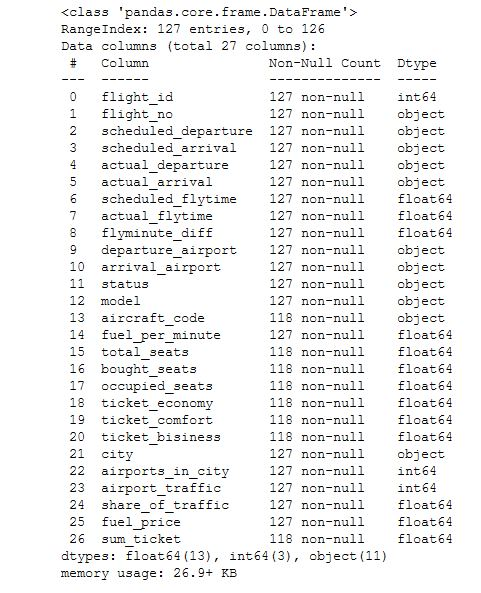 <class 'pandas.core.frame.DataFrame'>
RangeIndex: 127 entries, 0 to 126
Data columns (total 27 columns):
 #   Column               Non-Null Count  Dtype
---  ------               --------------  -----
 0   flight_id            127 non-null    int64
 1   flight_no            127 non-null    object
 2   scheduled_departure  127 non-null    object
 3   scheduled_arrival    127 non-null    object
 4   actual_departure     127 non-null    object
 5   actual_arrival       127 non-null    object
 6   scheduled_flytime    127 non-null    float64
 7   actual_flytime       127 non-null    float64
 8   flyminute_diff       127 non-null    float64
 9   departure_airport    127 non-null    object
 10  arrival_airport      127 non-null    object
 11  status               127 non-null    object
 12  model                127 non-null    object
 13  aircraft_code        118 non-null    object
 14  fuel_per_minute      127 non-null    float64
 15  total_seats          118 non-null    float64
 16  bought_seats         118 non-null    float64
 17  occupied_seats       118 non-null    float64
 18  ticket_economy       118 non-null    float64
 19  ticket_comfort       118 non-null    float64
 20  ticket_bisiness      118 non-null    float64
 21  city                 127 non-null    object
 22  airports_in_city     127 non-null    int64
 23  airport_traffic      127 non-null    int64
 24  share_of_traffic     127 non-null    float64
 25  fuel_price           127 non-null    float64
 26  sum_ticket           118 non-null    float64
dtypes: float64(13), int64(3), object(11)
memory usage: 26.9+ KB